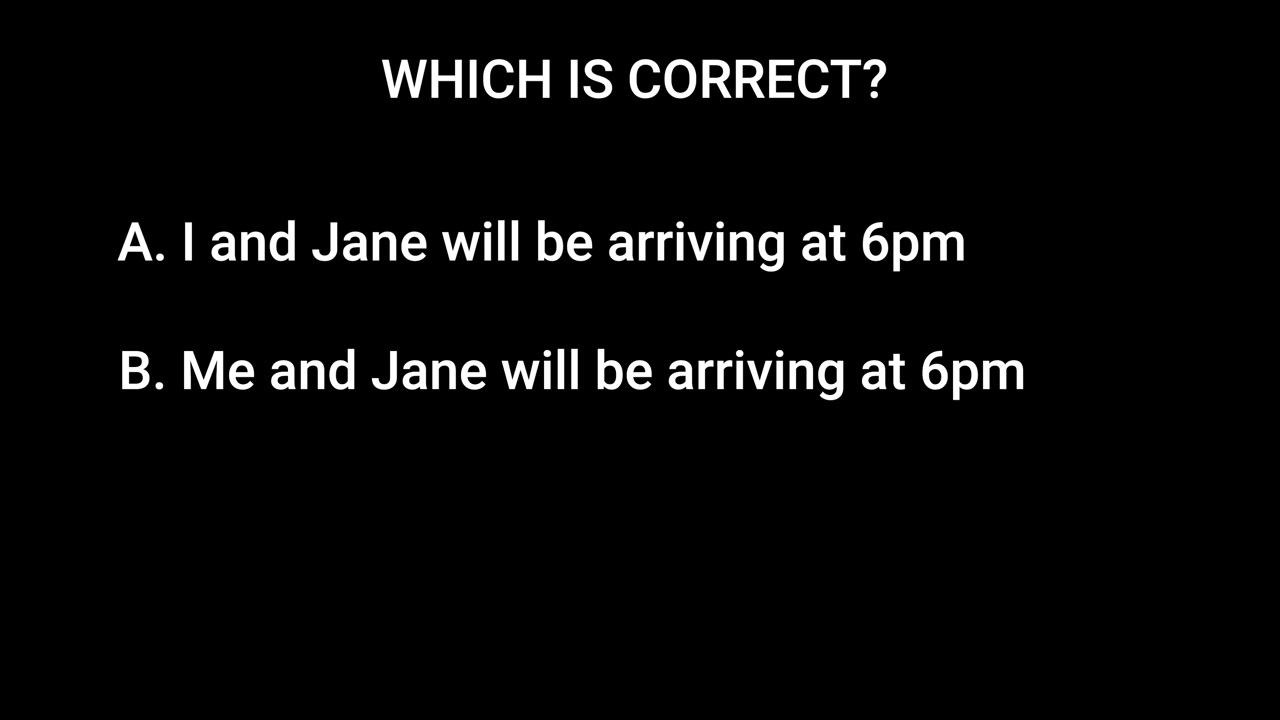 WHICH IS CORRECT?
A. I and Jane will be arriving at 6pm
B. Me and Jane will be arriving at 6pm